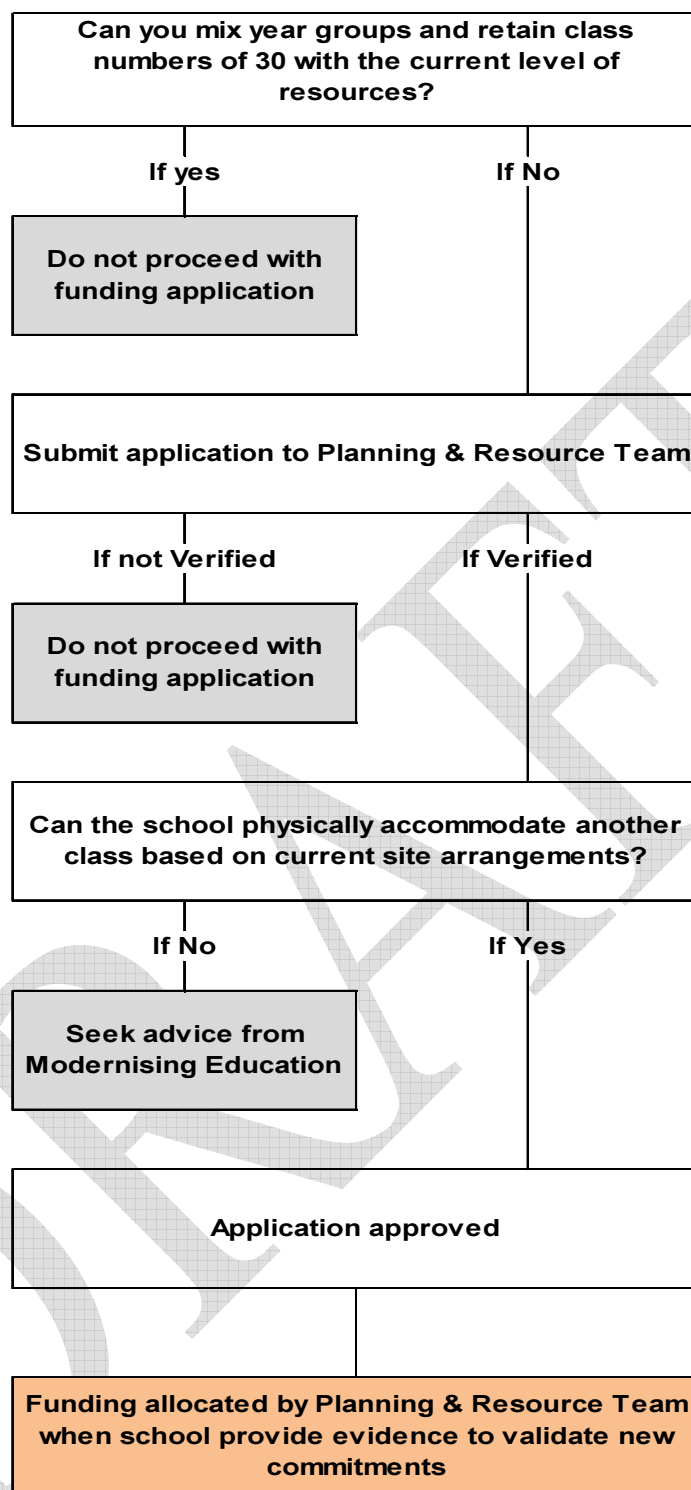 Can you mix year groups and retain class
numbers of 30 with the current level of
resources?
If yes
If No
Do not proceed with
funding application
Submit application to Planning & Resource Team
If not Verified
If Verified
Do not proceed with
funding application
Can the school physically accommodate another
class based on current site arrangements?
If No
If Yes
Seek advice from
Modernising Education
Application approved
Funding allocated by Planning & Resource Team
when school provide evidence to validate new
commitments
DRAFT